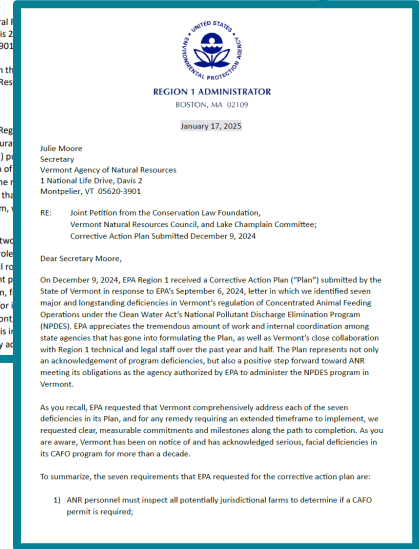 UNITED STATES
ENVIRONMENTAL PROTECTION AGENCY
REGION 1 ADMINISTRATOR
BOSTON, MA 02109
January 17, 2025
Julie Moore
Secretary
Vermont Agency of Natural Resources
1 National Life Drive, Davis 2
Montpelier, VT 05620-3901
RE: Joint Petition from the Conservation Law Foundation,
Vermont Natural Resources Council, and Lake Champlain Committee;
Corrective Action Plan Submitted December 9, 2024
Dear Secretary Moore,
On December 9, 2024, EPA Region 1 received a Corrective Action Plan (“Plan”) submitted by the
State of Vermont in response to EPA’s September 6, 2024, letter in which we identified seven
major and longstanding deficiencies in Vermont’s regulation of Concentrated Animal Feeding
Operations under the Clean Water Act’s National Pollutant Discharge Elimination Program
(NPDES). EPA appreciates the tremendous amount of work and internal coordination among
state agencies that has gone into formulating the Plan, as well as Vermont’s close collaboration
with Region 1 technical and legal staff over the past year and half. The Plan represents not only
an acknowledgement of program deficiencies, but also a positive step forward toward ANR
meeting its obligations as the agency authorized by EPA to administer the NPDES program in
Vermont.
As you recall, EPA requested that Vermont comprehensively address each of the seven
deficiencies in its Plan, and for any remedy requiring an extended timeframe to implement, we
requested clear, measurable commitments and milestones along the path to completion. As you
are aware, Vermont has been on notice of and has acknowledged serious, facial deficiencies in
its CAFO program for more than a decade.
To summarize, the seven requirements that EPA requested for the corrective action plan are:
1) ANR personnel must inspect all potentially jurisdictional farms to determine if a CAFO
permit is required;